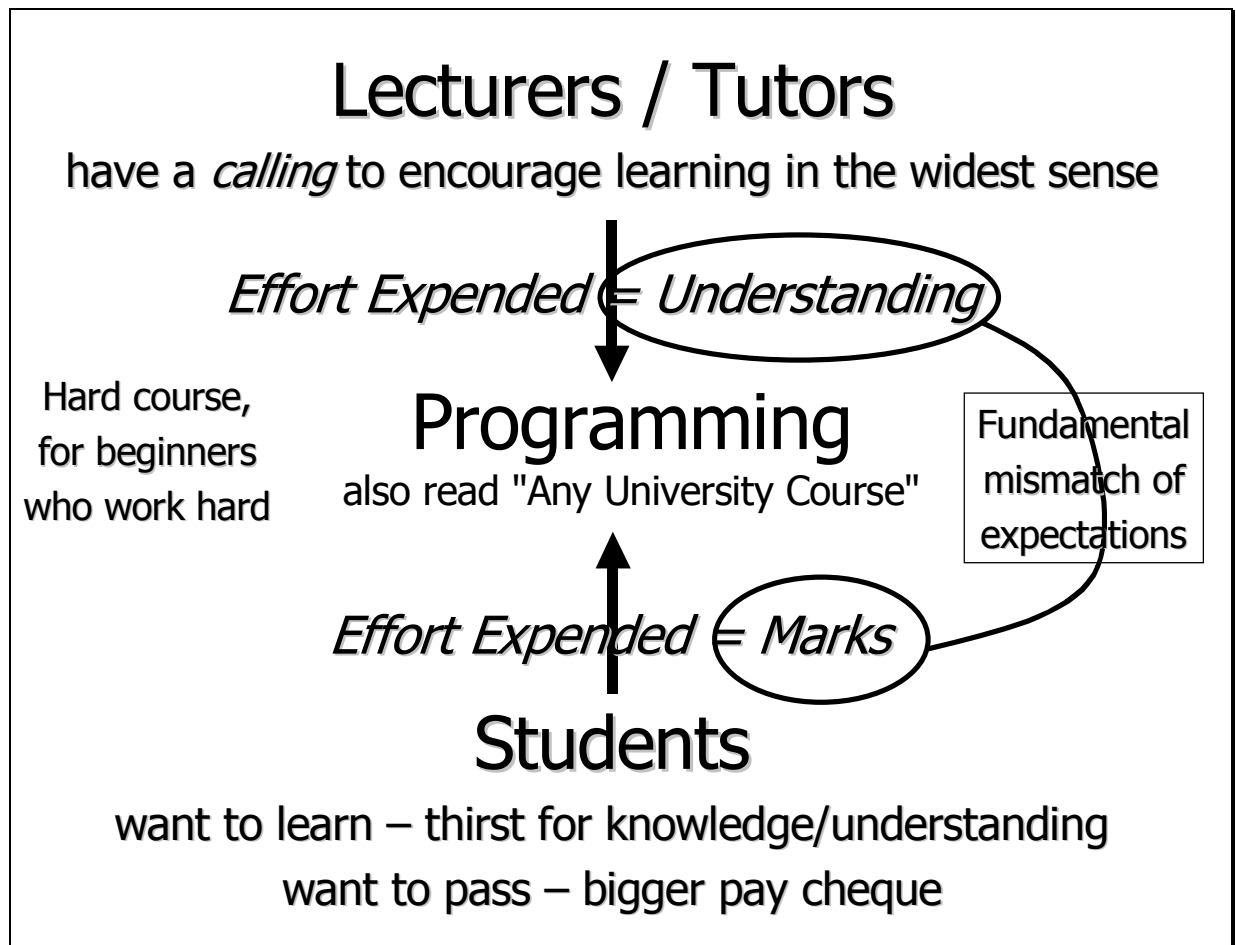 Lecturers / Tutors
have a calling to encourage learning in the widest sense
Effort Expended = Understanding
Hard course,
for beginners
who work hard
Programming
also read "Any University Course"
Fundamental
mismatch of
expectations
Effort Expended = Marks
Students
want to learn – thirst for knowledge/understanding
want to pass – bigger pay cheque